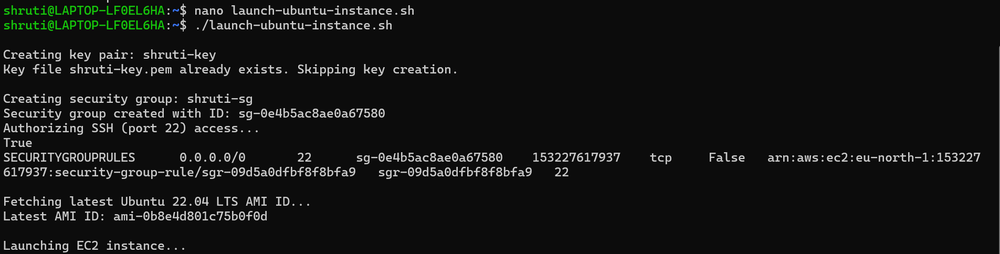 shruti@LAPTOP-LF0EL6HA:~$ nano launch-ubuntu-instance.sh
shruti@LAPTOP-LF0EL6HA:~$ ./launch-ubuntu-instance.sh
Creating key pair: shruti-key
Key file shruti-key.pem already exists. Skipping key creation.
Creating security group: shruti-sg
Security group created with ID: sg-0e4b5ac8ae0a67580
Authorizing SSH (port 22) access...
True
SECURITYGROUPRULES      0.0.0.0/0       22      sg-0e4b5ac8ae0a67580    153227617937    tcp     False   arn:aws:ec2:eu-north-1:153227
617937:security-group-rule/sgr-09d5a0dfbf8f8bfa9   sgr-09d5a0dfbf8f8bfa9   22
Fetching latest Ubuntu 22.04 LTS AMI ID...
Latest AMI ID: ami-0b8e4d801c75b0f0d
Launching EC2 instance...